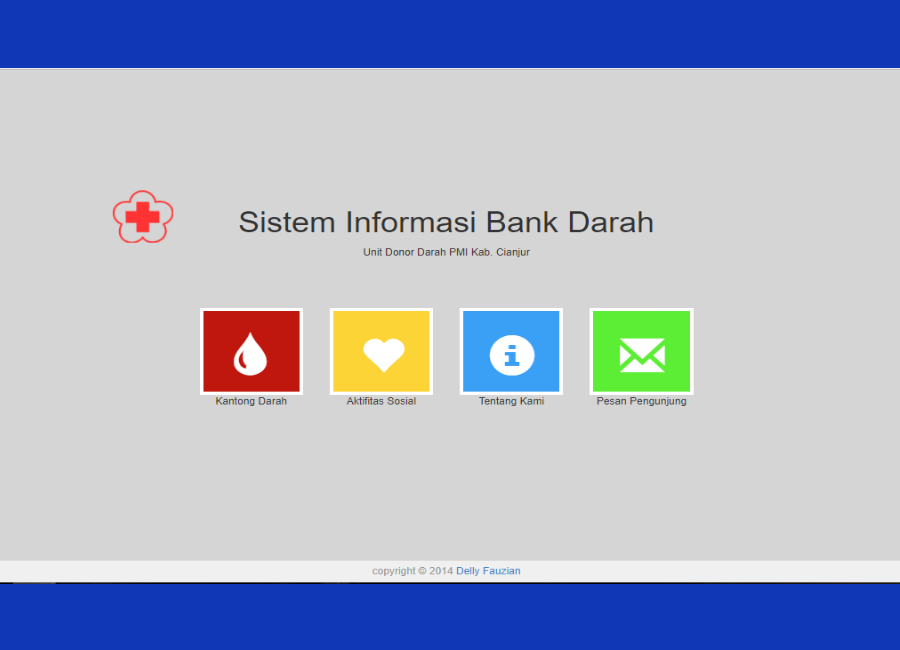 Sistem Informasi Bank Darah
Unit Donor Darah PMI Kab. Cianjur
Kantong Darah
Aktifitas Sosial
Tentang Kami
Pesan Pengunjung
copyright © 2014 Delly Fauzian